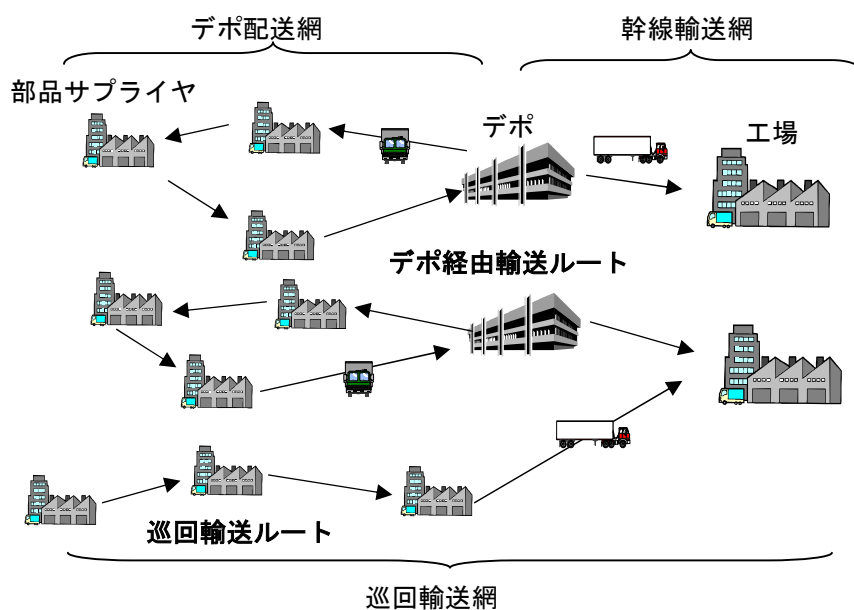 デポ配送網
幹線輸送網
部品サプライヤ
デポ
工場
デポ経由輸送ルート
巡回輸送ルート
巡回輸送網